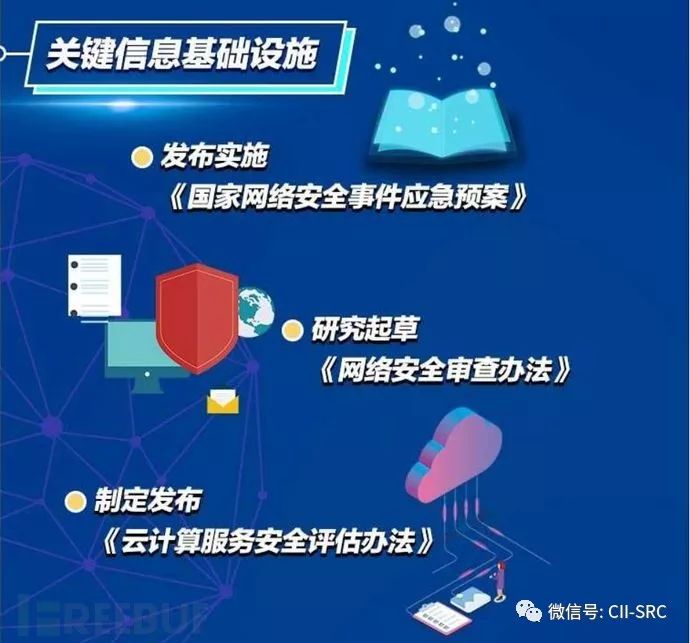 关键信息基础设施
发布实施
《国家网络安全事件应急预案》
研究起草
《网络安全审查办法》
制定发布
《云计算服务安全评估办法》
REEBUF
微信号: CII-SRC